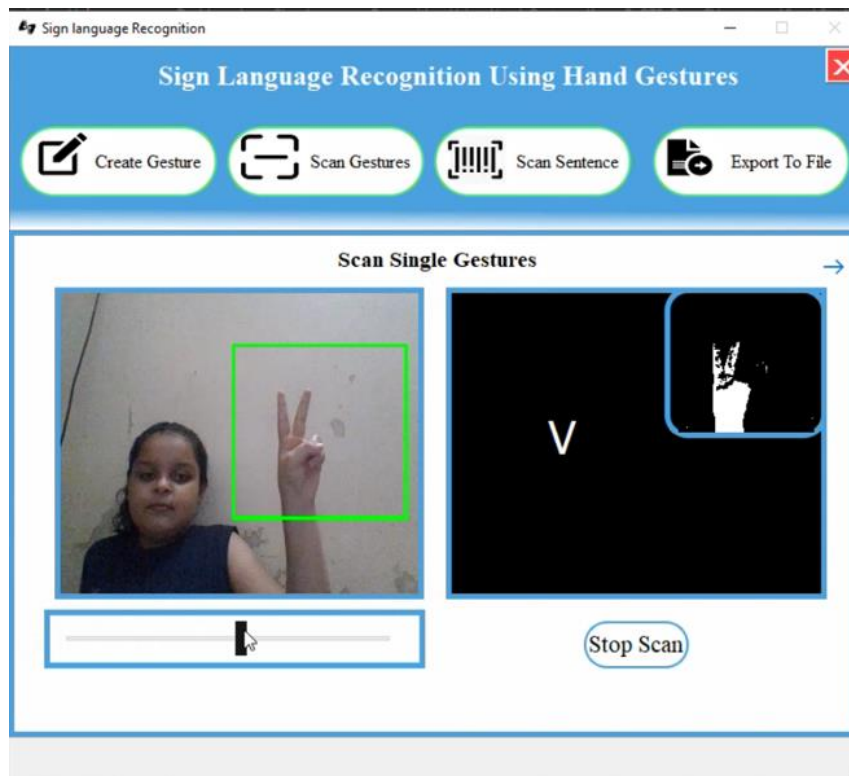 Sign language Recognition
Sign Language Recognition Using Hand Gestures
Create Gesture
Scan Gestures
Scan Sentence
Export To File
Scan Single Gestures
V
Stop Scan